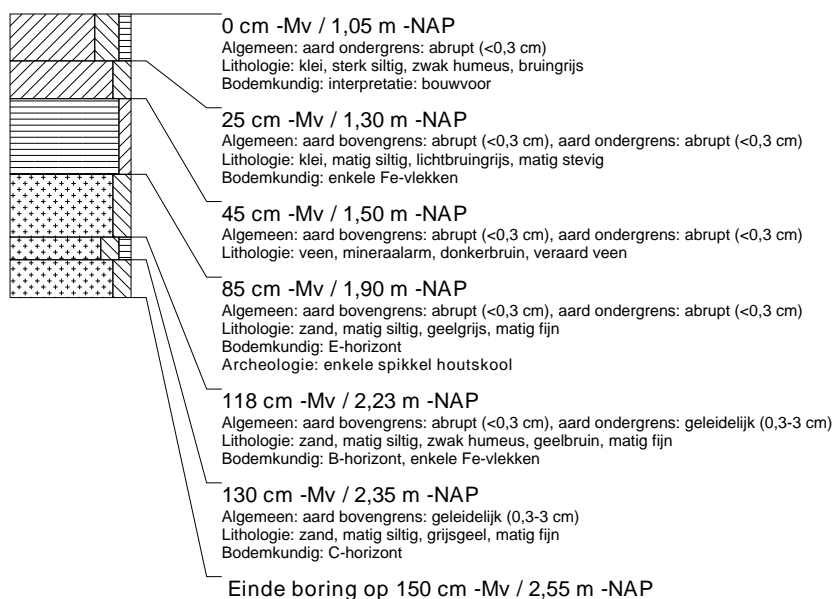 0 cm -Mv / 1,05 m -NAP
Algemeen: aard ondergrens: abrupt (<0,3 cm)
Lithologie: klei, sterk siltig, zwak humeus, bruingrijs
Bodemkundig: interpretatie: bouwvoor
25 cm -Mv / 1,30 m -NAP
Algemeen: aard bovengrens: abrupt (<0,3 cm), aard ondergrens: abrupt (<0,3 cm)
Lithologie: klei, matig siltig, lichtbruingrijs, matig stevig
Bodemkundig: enkele Fe-vlekken
45 cm -Mv / 1,50 m -NAP
Algemeen: aard bovengrens: abrupt (<0,3 cm), aard ondergrens: abrupt (<0,3 cm)
Lithologie: veen, mineraalarm, donkerbruin, veraard veen
85 cm -Mv / 1,90 m -NAP
Algemeen: aard bovengrens: abrupt (<0,3 cm), aard ondergrens: abrupt (<0,3 cm)
Lithologie: zand, matig siltig, geelgrijs, matig fijn
Bodemkundig: E-horizont
Archeologie: enkele spikkel houtskool
118 cm -Mv / 2,23 m -NAP
Algemeen: aard bovengrens: abrupt (<0,3 cm), aard ondergrens: geleidelijk (0,3-3 cm)
Lithologie: zand, matig siltig, zwak humeus, geelbruin, matig fijn
Bodemkundig: B-horizont, enkele Fe-vlekken
130 cm -Mv / 2,35 m -NAP
Algemeen: aard bovengrens: geleidelijk (0,3-3 cm)
Lithologie: zand, matig siltig, grijsgeel, matig fijn
Bodemkundig: C-horizont
Einde boring op 150 cm -Mv / 2,55 m -NAP